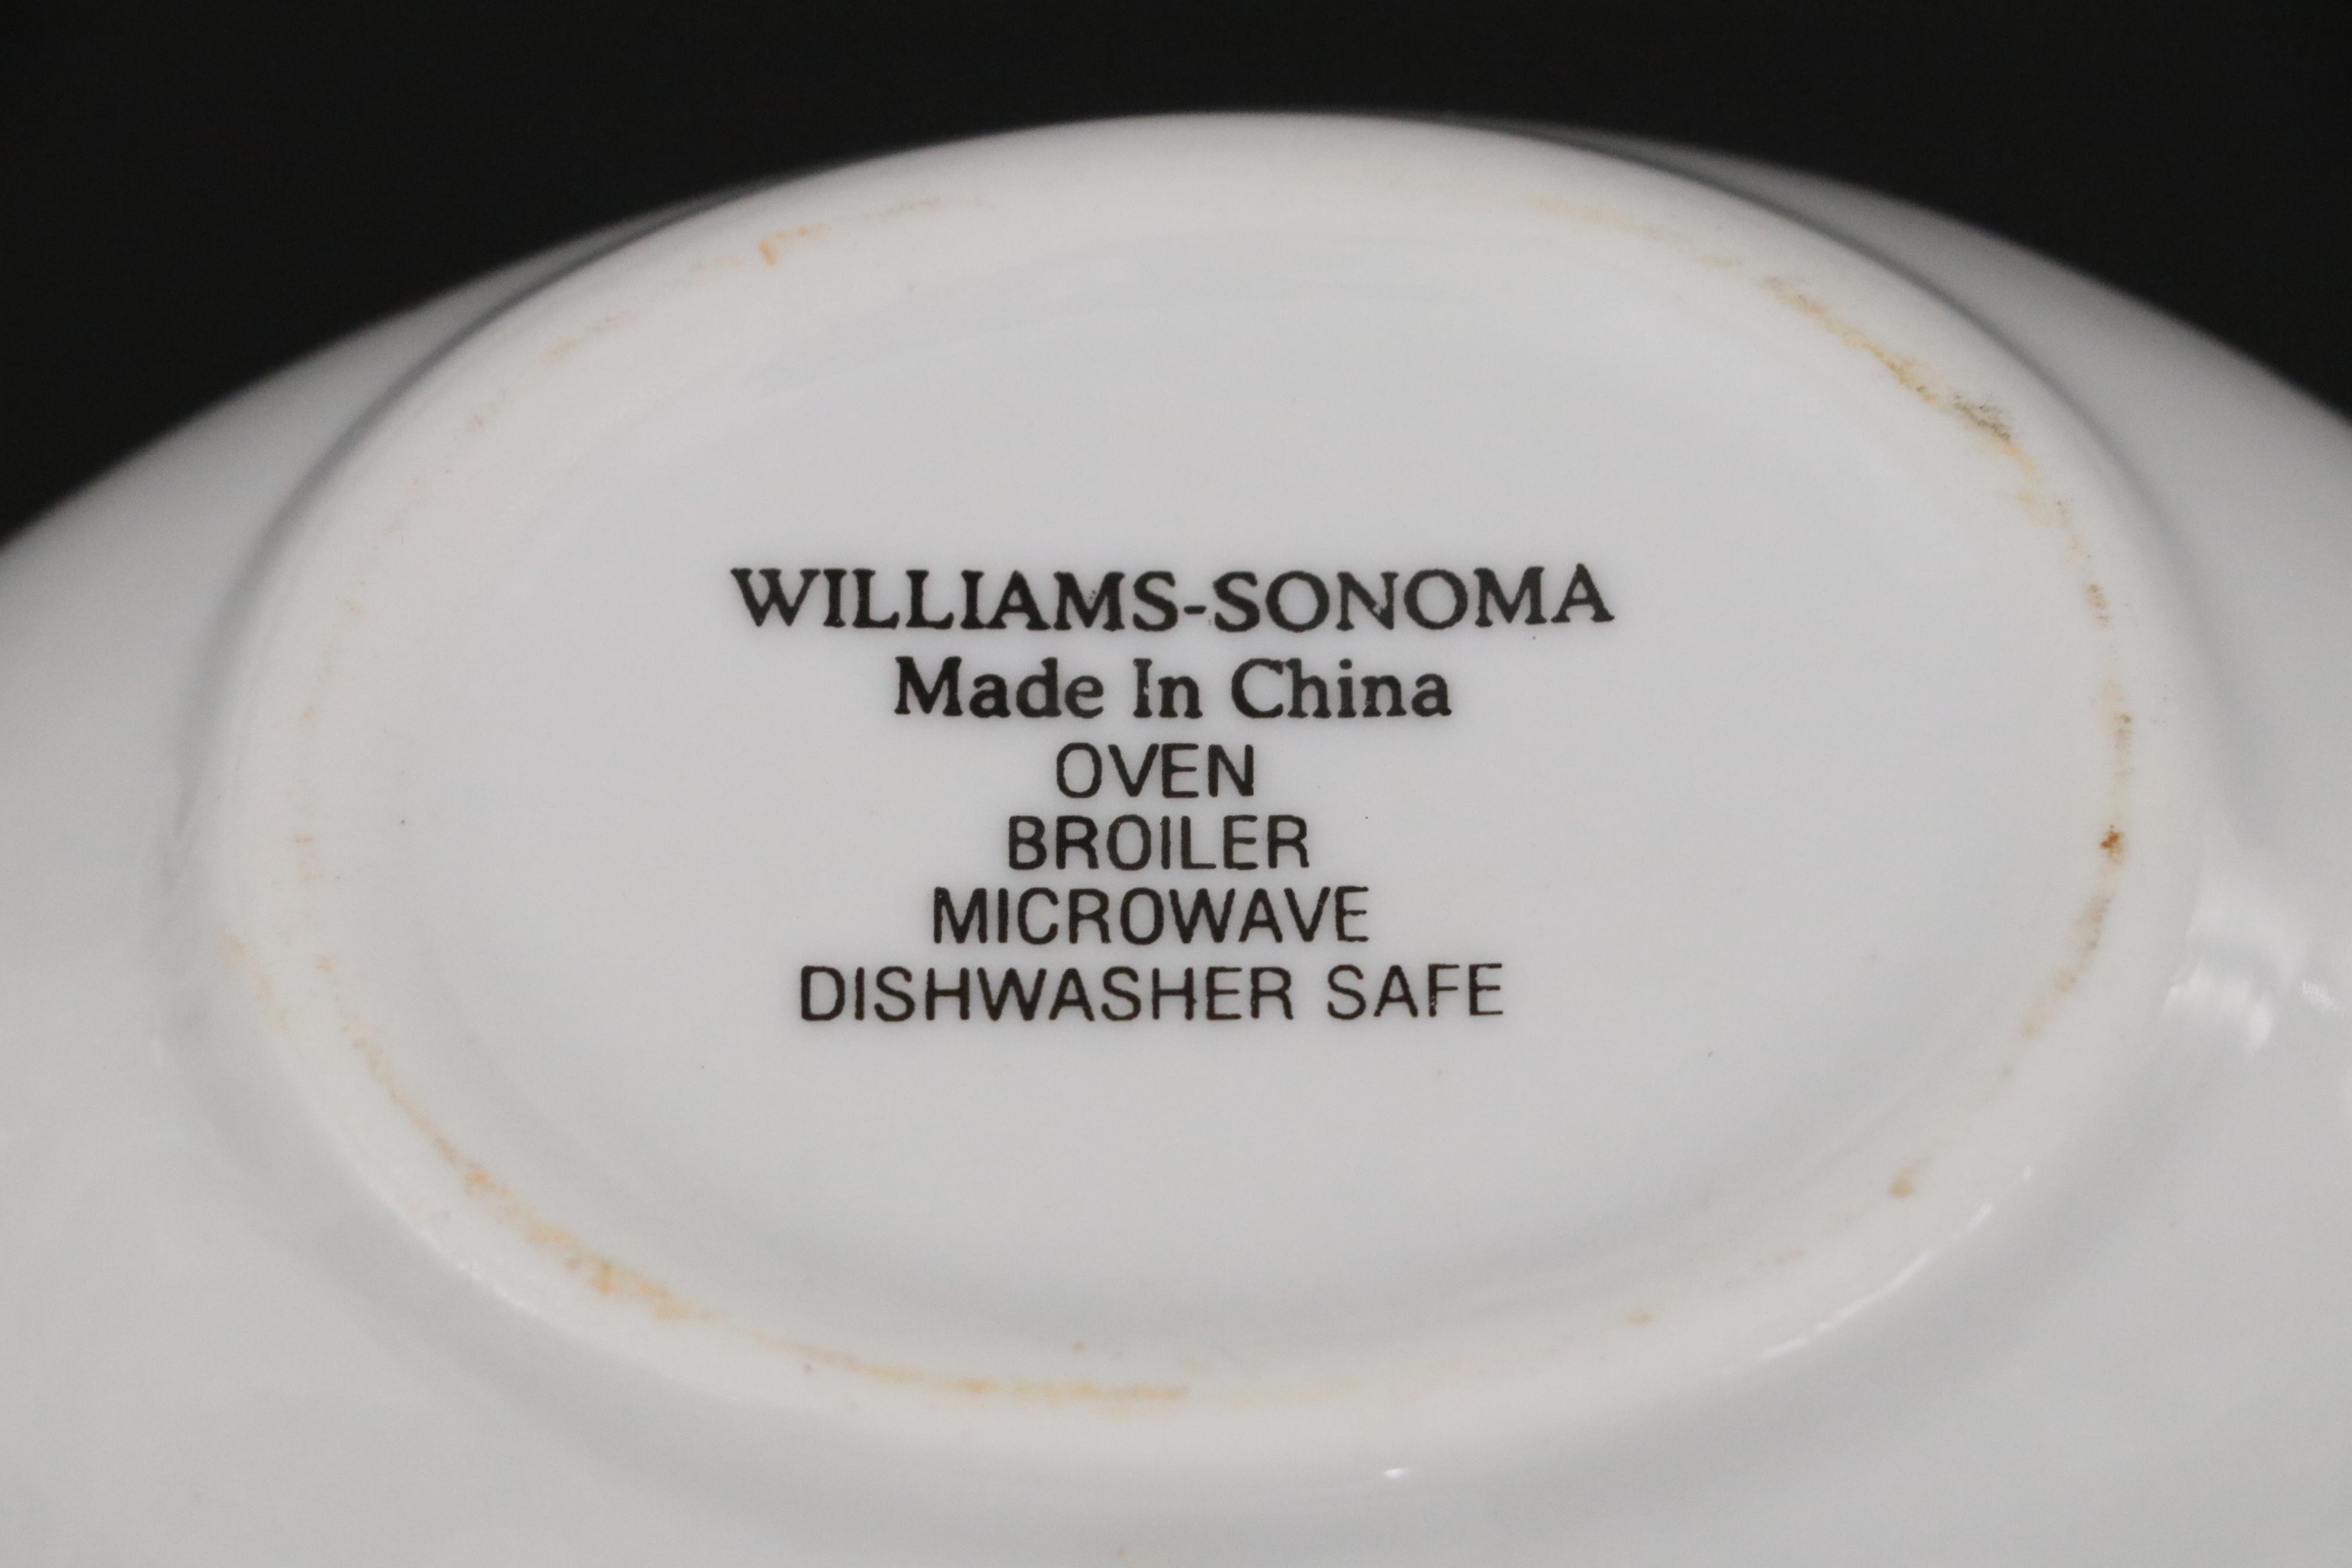 WILLIAMS-SONOMA
Made In China
OVEN
BROILER
MICROWAVE
DISHWASHER SAFE